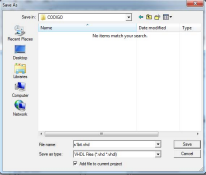 Save As
Save in: CODIGO
Name Date modified Type
No items match your search.
Recent Places
Desktop
Libraries
Computer
Network
File name: Save
Save as type: VHDL Files (*.vhd *.vhdl) Cancel
Add file to current project